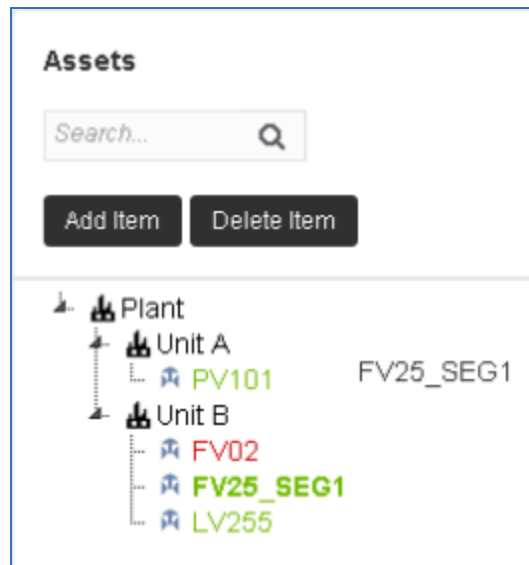 Assets
Search...
Add Item Delete Item
Plant
Unit A
PV101 FV25_SEG1
Unit B
FV02
FV25_SEG1
LV255